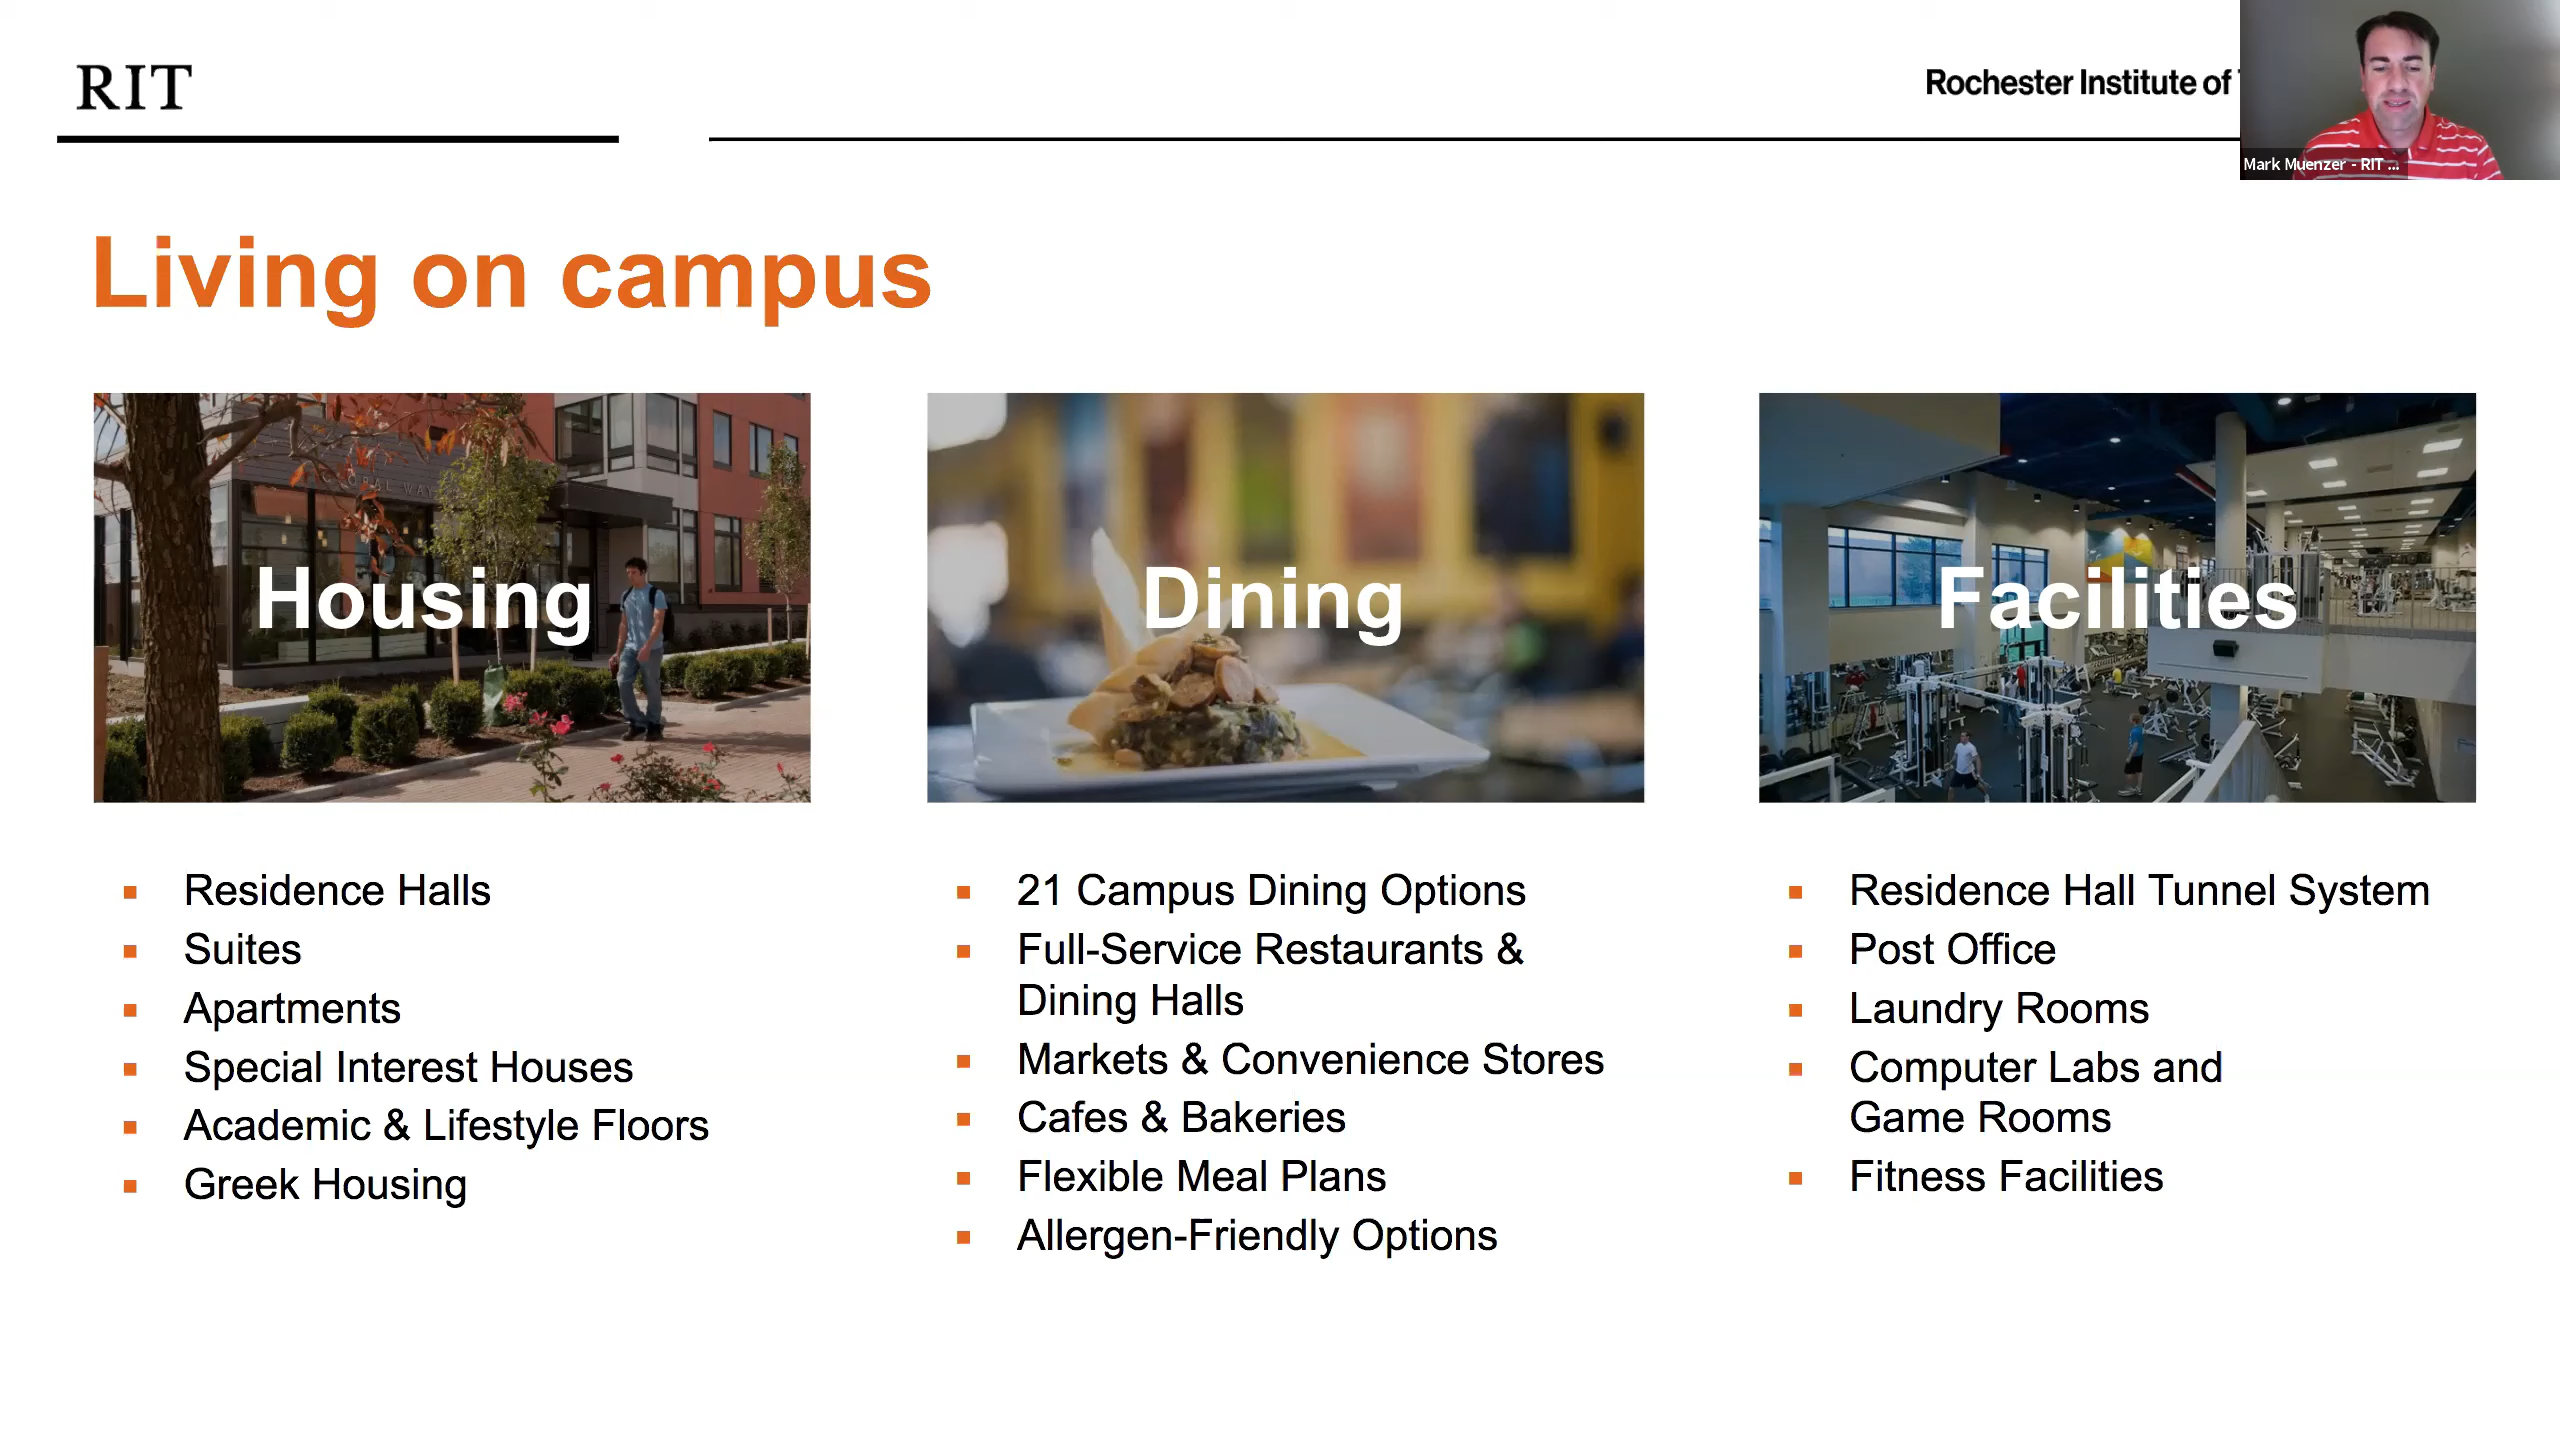 RIT
Rochester Institute of
Mark Muenzer - RIT ...
Living on campus
Housing
Dining
Facilities
▪ Residence Halls
▪ Suites
▪ Apartments
▪ Special Interest Houses
▪ Academic & Lifestyle Floors
▪ Greek Housing
▪ 21 Campus Dining Options
▪ Full-Service Restaurants &
Dining Halls
▪ Markets & Convenience Stores
▪ Cafes & Bakeries
▪ Flexible Meal Plans
▪ Allergen-Friendly Options
▪ Residence Hall Tunnel System
▪ Post Office
▪ Laundry Rooms
▪ Computer Labs and
Game Rooms
▪ Fitness Facilities